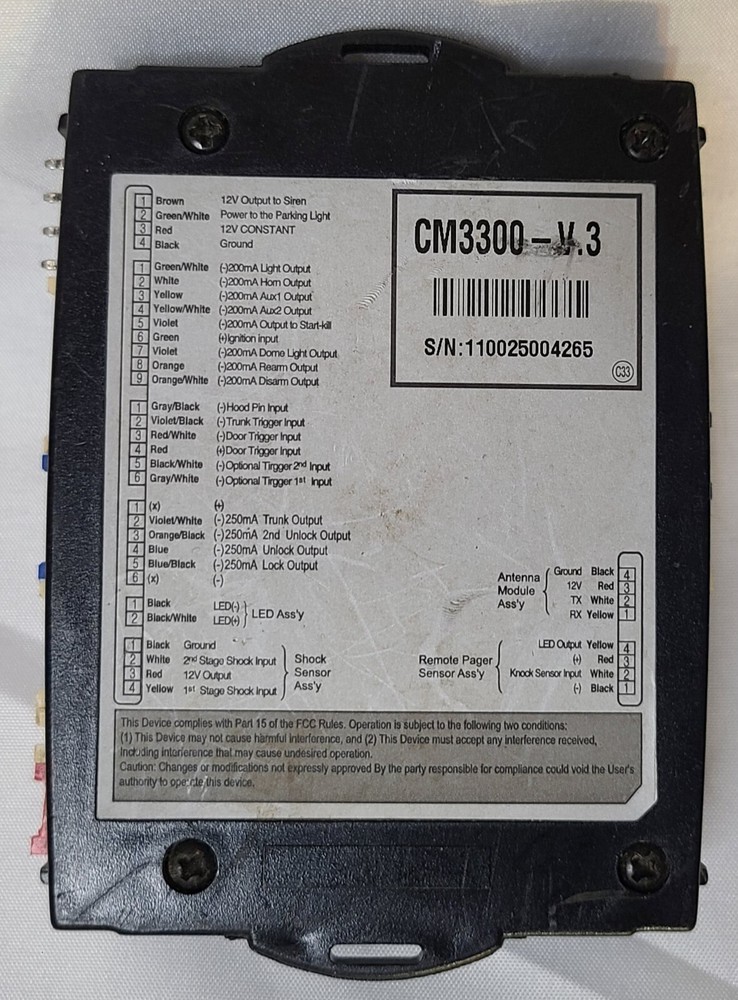 CM3300 - V.3
S/N:110025004265
C33
1 Brown 12V Output to Siren
2 Green/White Power to the Parking Light
3 Red 12V CONSTANT
4 Black Ground
1 Green/White (-)200mA Light Output
2 White (-)200mA Horn Output
3 Yellow (-)200mA Aux1 Output
4 Yellow/White (-)200mA Aux2 Output
5 Violet (-)200mA Output to Start-kill
6 Green (+)Ignition input
7 Violet (-)200mA Dome Light Output
8 Orange (-)200mA Rearm Output
9 Orange/White (-)200mA Disarm Output
1 Gray/Black (-)Hood Pin Input
2 Violet/Black (-)Trunk Trigger Input
3 Red/White (-)Door Trigger Input
4 Red (+)Door Trigger Input
5 Black/White (-)Optional Tirgger 2nd Input
6 Gray/White (-)Optional Tirgger 1st Input
1 (x) (+)
2 Violet/White (-)250mA Trunk Output
3 Orange/Black (-)250mA 2nd Unlock Output
4 Blue (-)250mA Unlock Output
5 Blue/Black (-)250mA Lock Output
6 (x) (-)
1 Black LED(-)
2 Black/White LED(+)
LED Ass'y
1 Black Ground
2 White 2nd Stage Shock Input
3 Red 12V Output
4 Yellow 1st Stage Shock Input
Shock
Sensor
Ass'y
Antenna
Module
Ass'y
Ground Black 4
12V Red 3
TX White 2
RX Yellow 1
Remote Pager
Sensor Ass'y
LED Output Yellow 4
(+) Red 3
Knock Sensor Input White 2
(-) Black 1
This Device complies with Part 15 of the FCC Rules. Operation is subject to the following two conditions:
(1) This Device may not cause harmful interference, and (2) This Device must accept any interference received,
Including interference that may cause undesired operation.
Caution: Changes or modifications not expressly approved By the party responsible for compliance could void the User's
authority to operate this device.